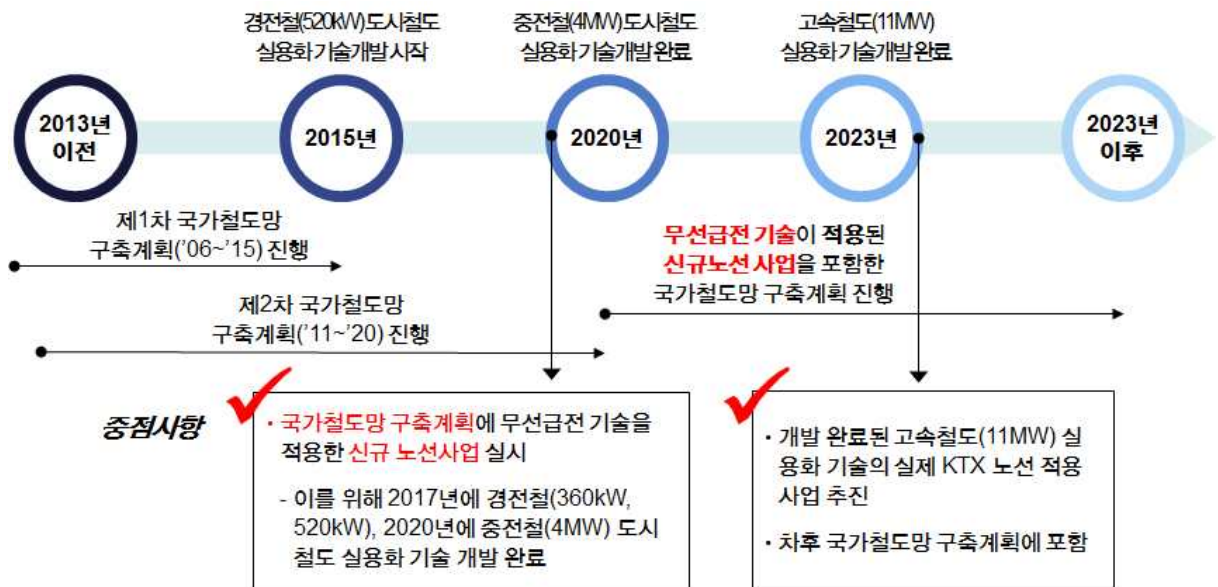 경전철(520kW)도시철도
실용화 기술개발 시작
중전철(4MW)도시철도
실용화 기술개발 완료
고속철도(11MW)
실용화 기술개발 완료
2013년
이전
2015년
2020년
2023년
2023년
이후
제1차 국가철도망
구축계획('06~'15) 진행
무선급전 기술이 적용된
신규노선 사업을 포함한
국가철도망 구축계획 진행
제2차 국가철도망
구축계획('11~'20) 진행
중점사항
· 국가철도망 구축계획에 무선급전 기술을
적용한 신규 노선사업 실시
- 이를 위해 2017년에 경전철(360kW,
520kW), 2020년에 중전철(4MW) 도시
철도 실용화 기술 개발 완료
· 개발 완료된 고속철도(11MW) 실
용화 기술의 실제 KTX 노선 적용
사업 추진
· 차후 국가철도망 구축계획에 포함